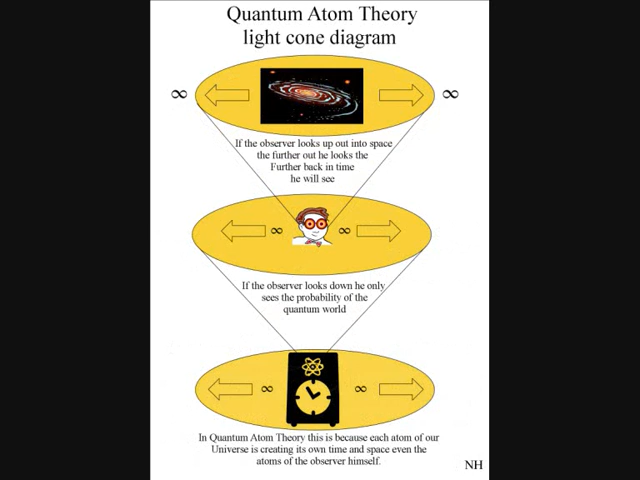 Quantum Atom Theory
light cone diagram
∞ ∞
If the observer looks up out into space
the further out he looks the
Further back in time
he will see
∞ ∞
If the observer looks down he only
sees the probability of the
quantum world
∞ ∞
In Quantum Atom Theory this is because each atom of our
Universe is creating its own time and space even the
atoms of the observer himself.
NH